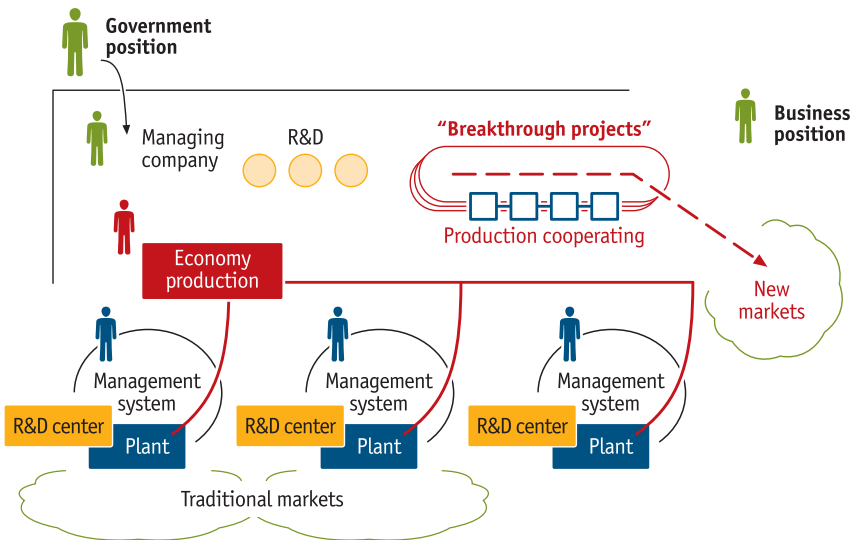 Government
position
Managing
company
R&D
“Breakthrough projects”
Business
position
Production cooperating
Economy
production
New
markets
Management
system
R&D center
Plant
Management
system
R&D center
Plant
Management
system
R&D center
Plant
Traditional markets